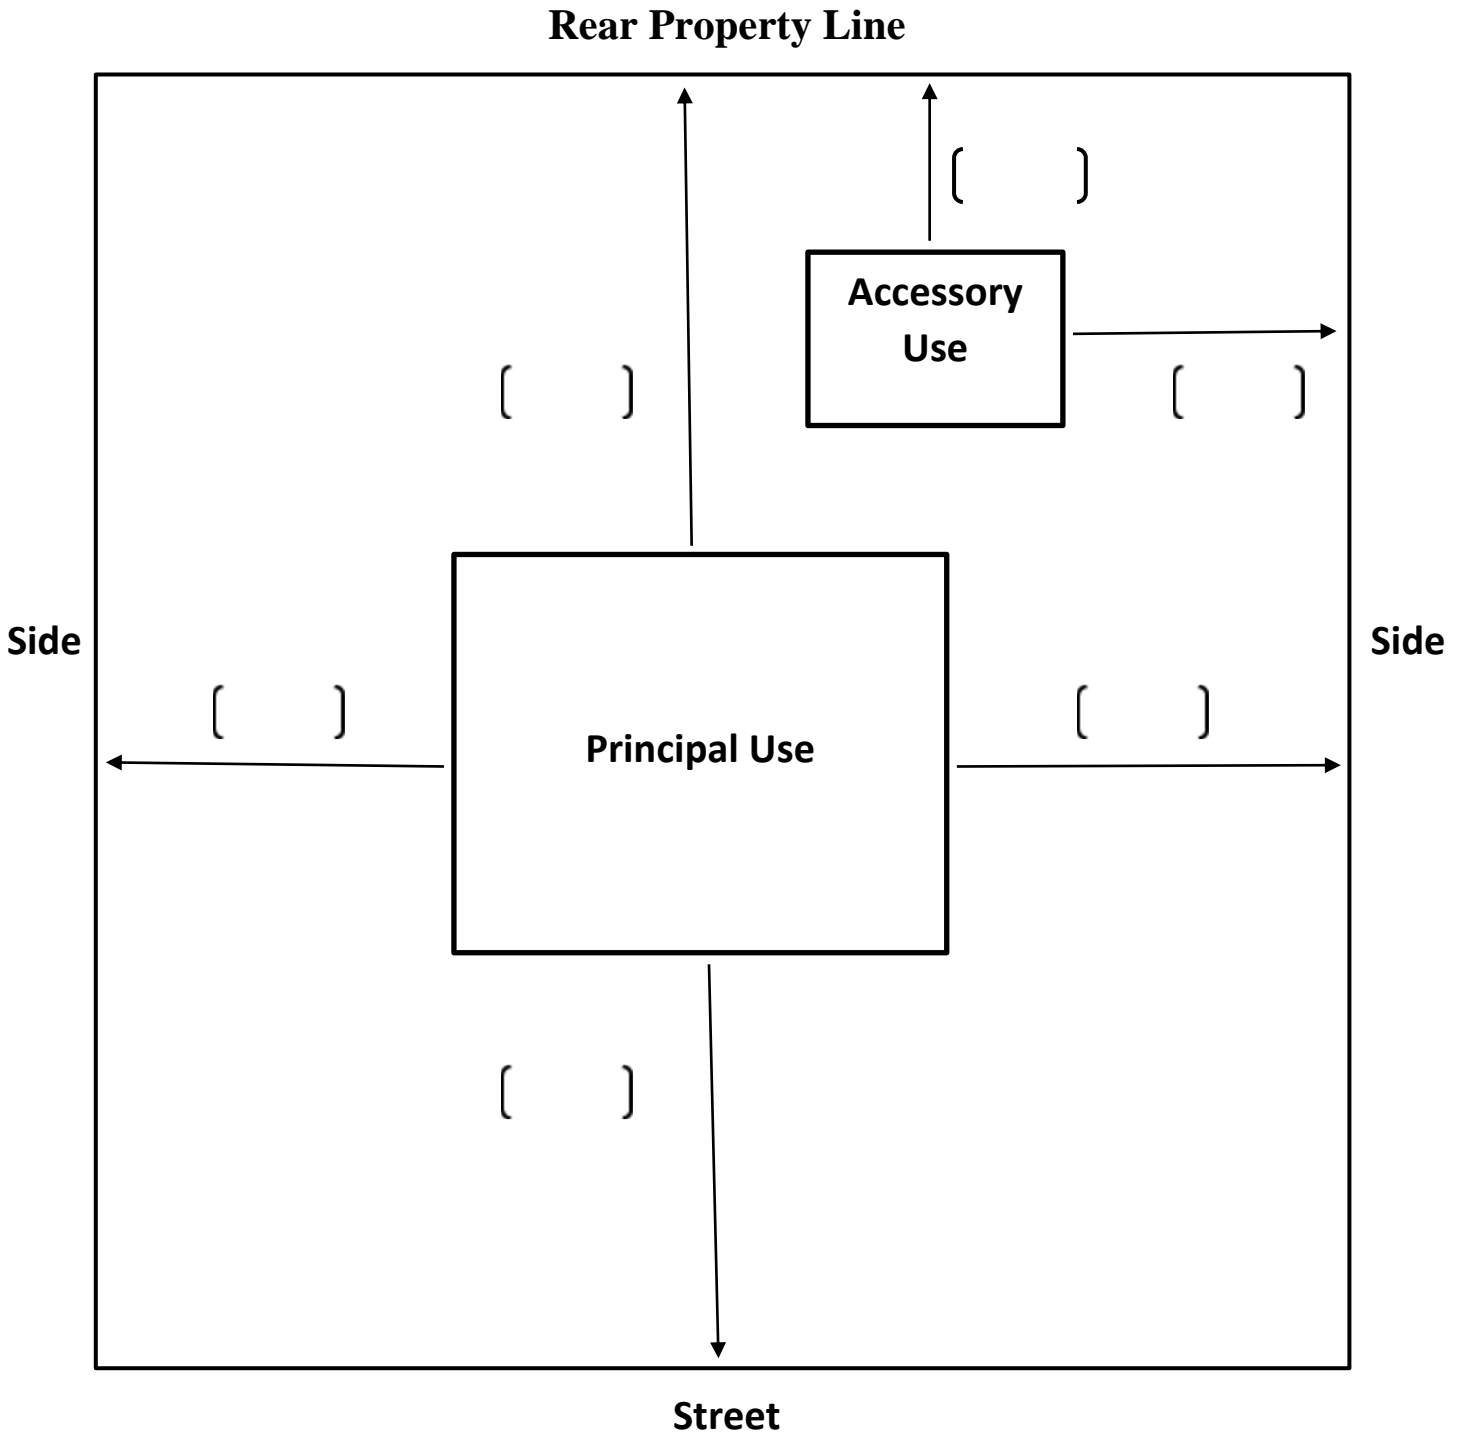 Rear Property Line
[ ]
Accessory
Use
[ ]
[ ]
Side
Side
[ ]
[ ]
Principal Use
[ ]
Street